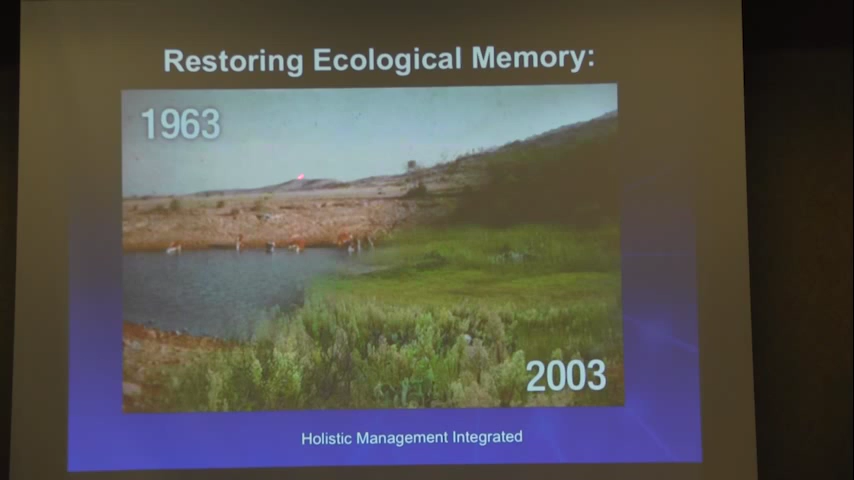 Restoring Ecological Memory:
1963
2003
Holistic Management Integrated